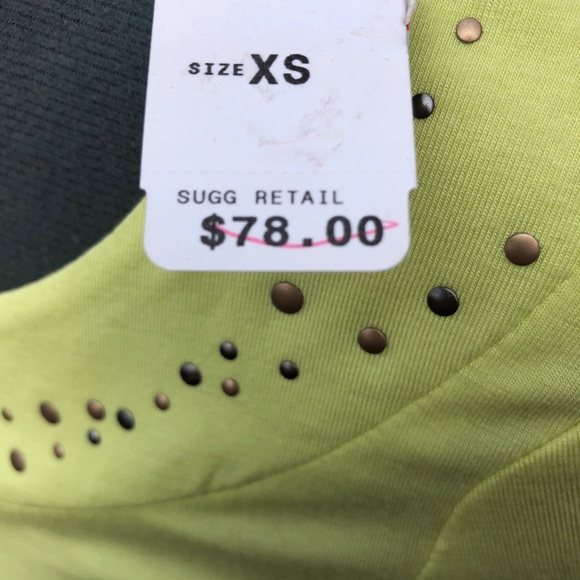 SIZE XS
SUGG RETAIL
$78.00